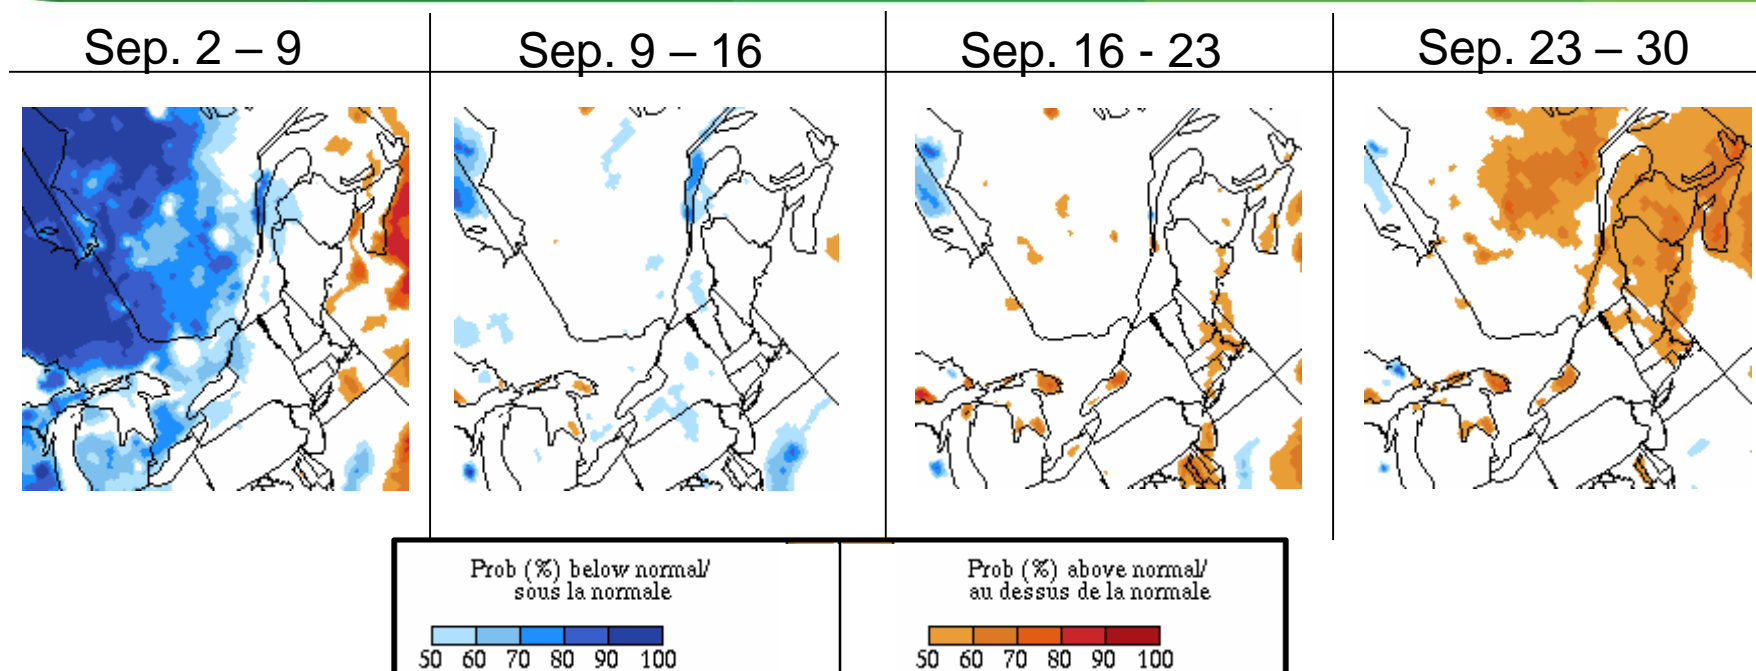 Sep. 2 – 9
Sep. 9 – 16
Sep. 16 - 23
Sep. 23 – 30
Prob (%) below normal/
sous la normale
50 60 70 80 90 100
Prob (%) above normal/
au dessus de la normale
50 60 70 80 90 100